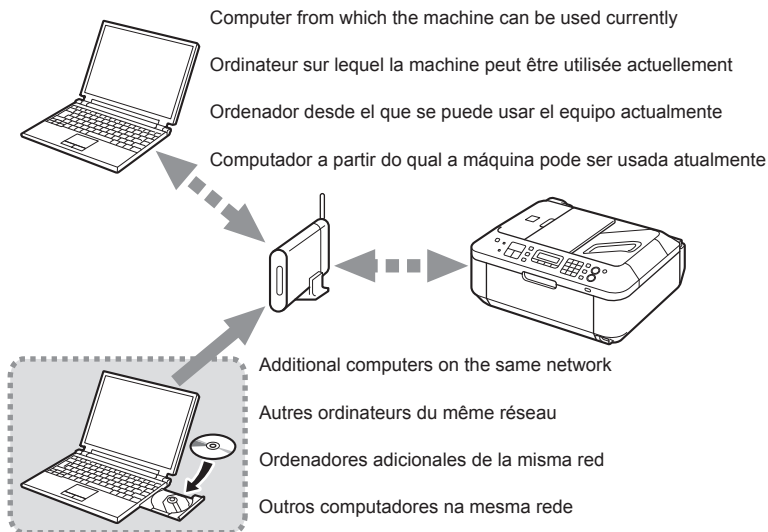 Computer from which the machine can be used currently
Ordinateur sur lequel la machine peut être utilisée actuellement
Ordenador desde el que se puede usar el equipo actualmente
Computador a partir do qual a máquina pode ser usada atualmente
Additional computers on the same network
Autres ordinateurs du même réseau
Ordenadores adicionales de la misma red
Outros computadores na mesma rede